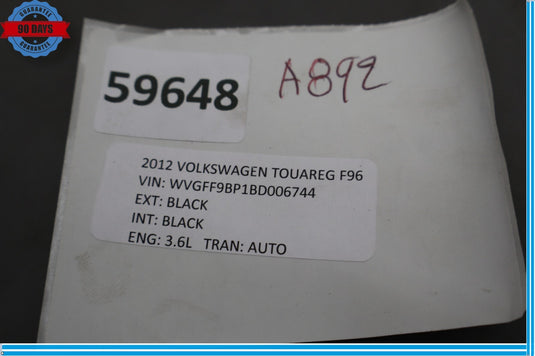 GUARANTEE
90 DAYS
GUARANTEE
59648
A892
2012 VOLKSWAGEN TOUAREG F96
VIN: WVGFF9BP1BD006744
EXT: BLACK
INT: BLACK
ENG: 3.6L TRAN: AUTO